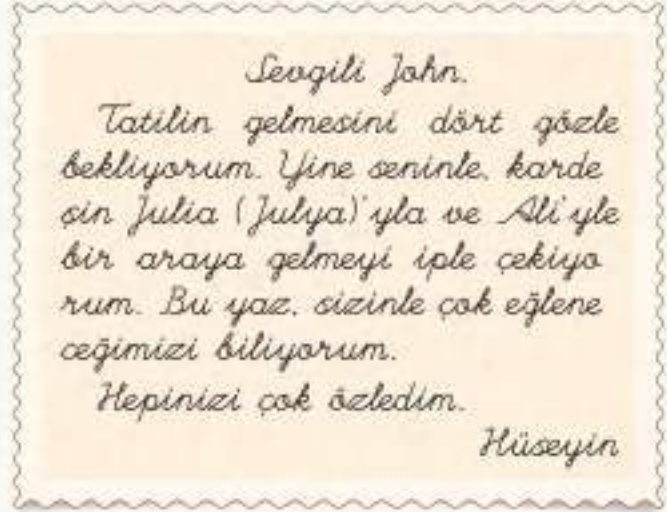 Sevgili John.
Tatilin gelmesini dört gözle
bekliyorum. Yine seninle, karde
şin Julia (Julya)'yla ve Ali'yle
bir araya gelmeyi iple çekiyo
rum. Bu yaz, sizinle çok eğlene
ceğimizi biliyorum.
Hepinizi çok özledim.
Hüseyin